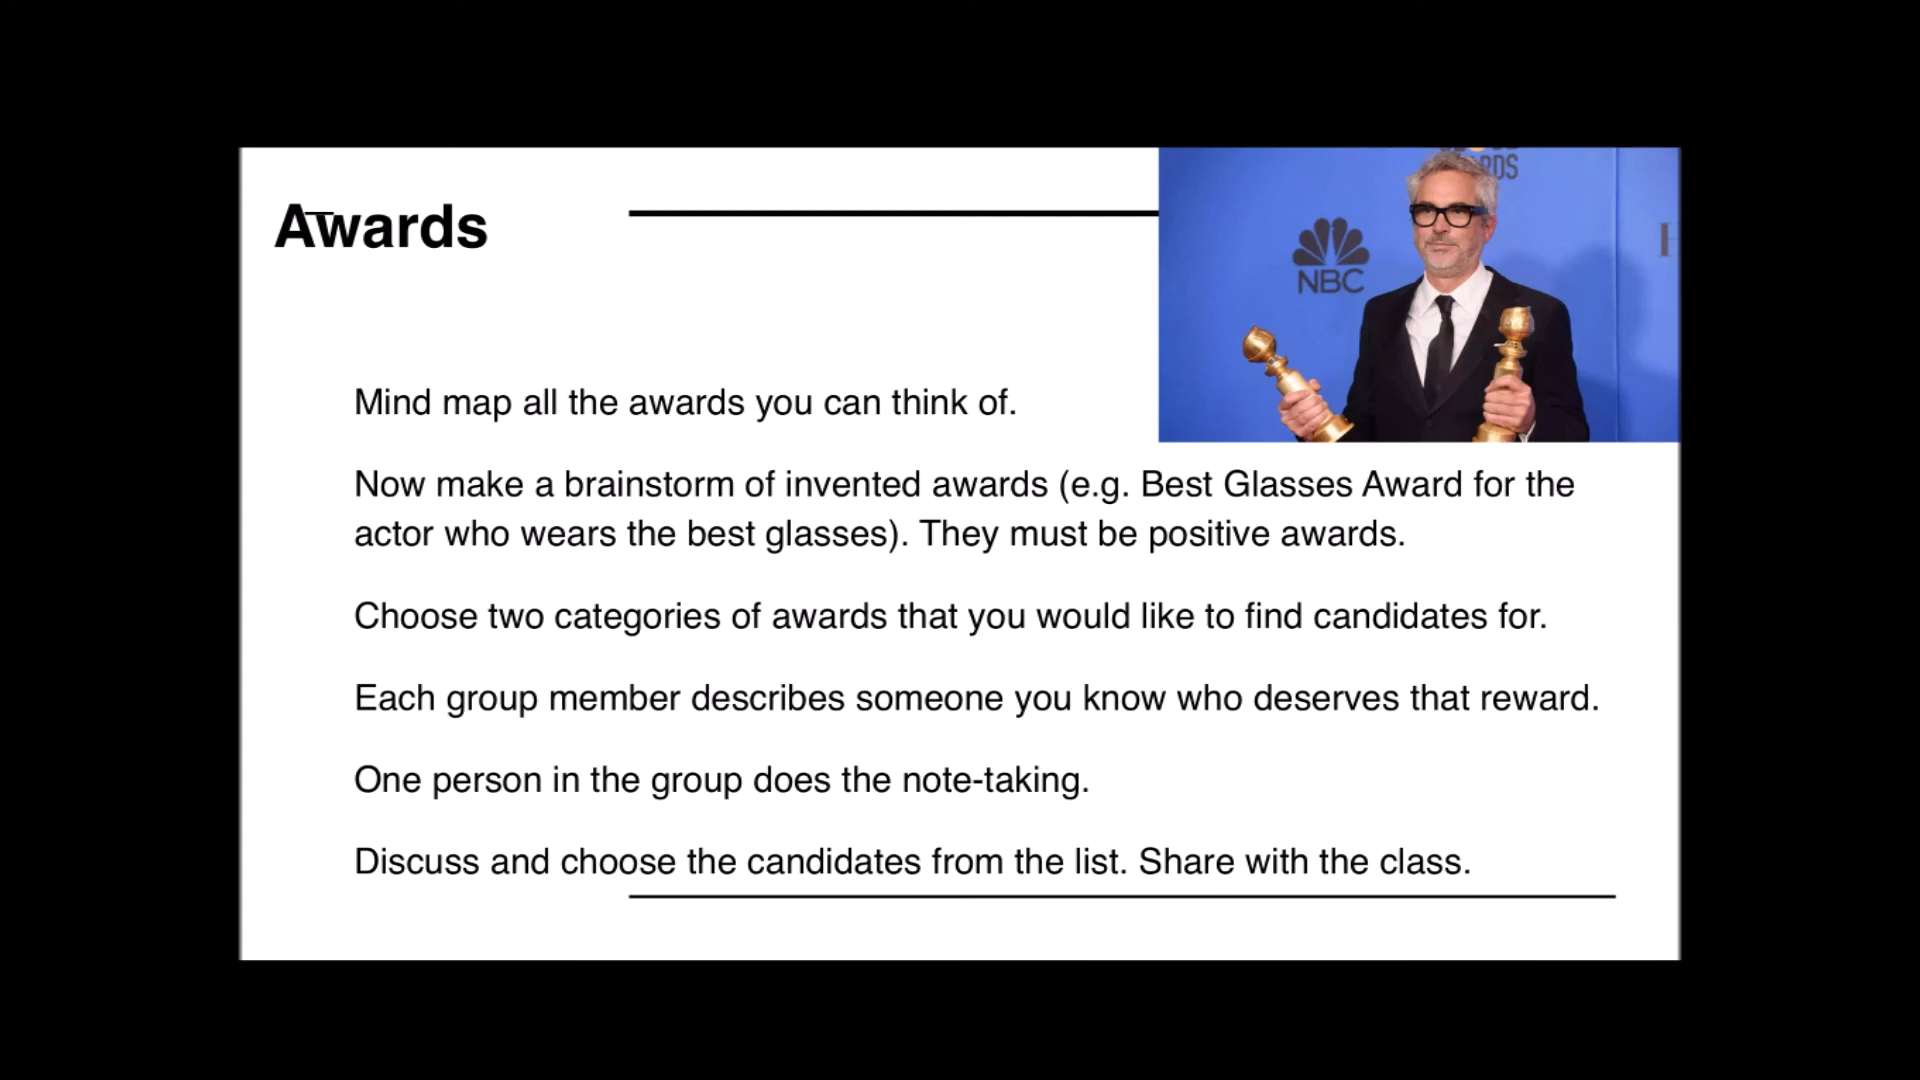 Awards
ARDS
NBC
H
Mind map all the awards you can think of.
Now make a brainstorm of invented awards (e.g. Best Glasses Award for the
actor who wears the best glasses). They must be positive awards.
Choose two categories of awards that you would like to find candidates for.
Each group member describes someone you know who deserves that reward.
One person in the group does the note-taking.
Discuss and choose the candidates from the list. Share with the class.